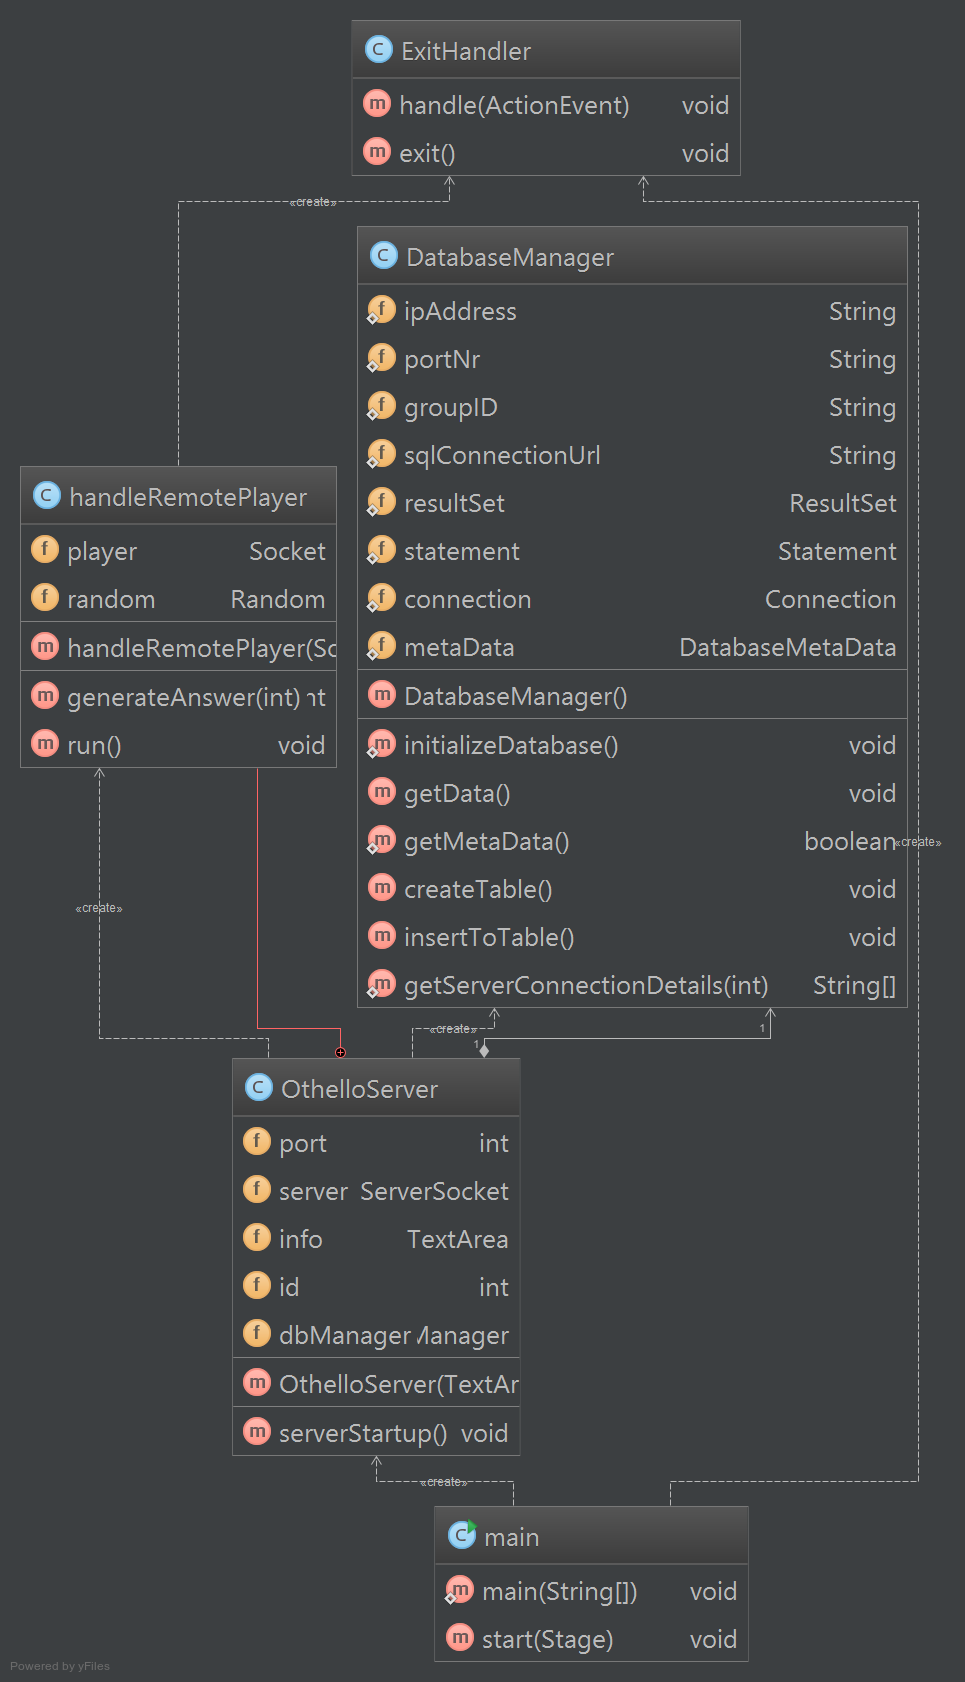 C ExitHandler
m handle(ActionEvent) void
m exit() void
«create»
C DatabaseManager
f ipAddress String
f portNr String
f groupID String
f sqlConnectionUrl String
f resultSet ResultSet
f statement Statement
f connection Connection
f metaData DatabaseMetaData
m DatabaseManager()
m initializeDatabase() void
m getData() void
m getMetaData() boolean
m createTable() void
m insertToTable() void
m getServerConnectionDetails(int) String[]
«create»
C handleRemotePlayer
f player Socket
f random Random
m handleRemotePlayer(Sc
m generateAnswer(int) nt
m run() void
«create»
«create»
1
1
C OthelloServer
f port int
f server ServerSocket
f info TextArea
f id int
f dbManager Manager
m OthelloServer(TextAr
m serverStartup() void
«create»
C main
m main(String[]) void
m start(Stage) void
Powered by yFiles